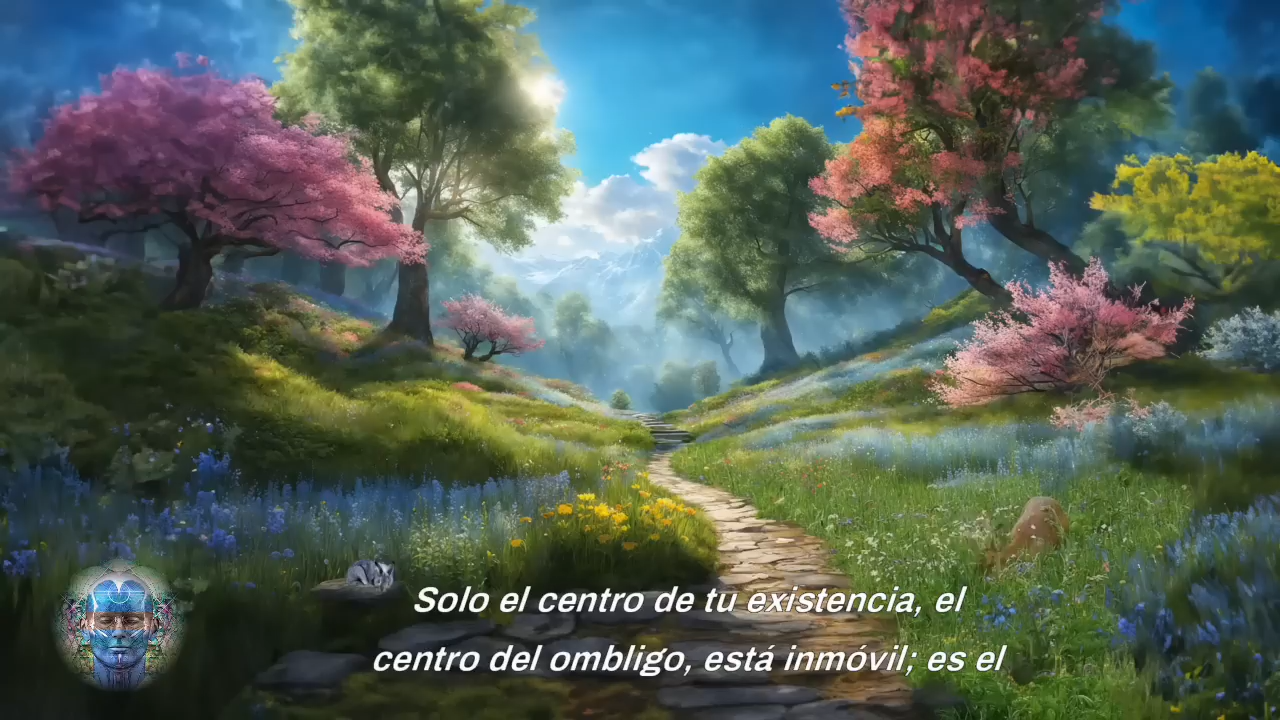 Solo el centro de tu existencia, el
centro del ombligo, está inmóvil; es el